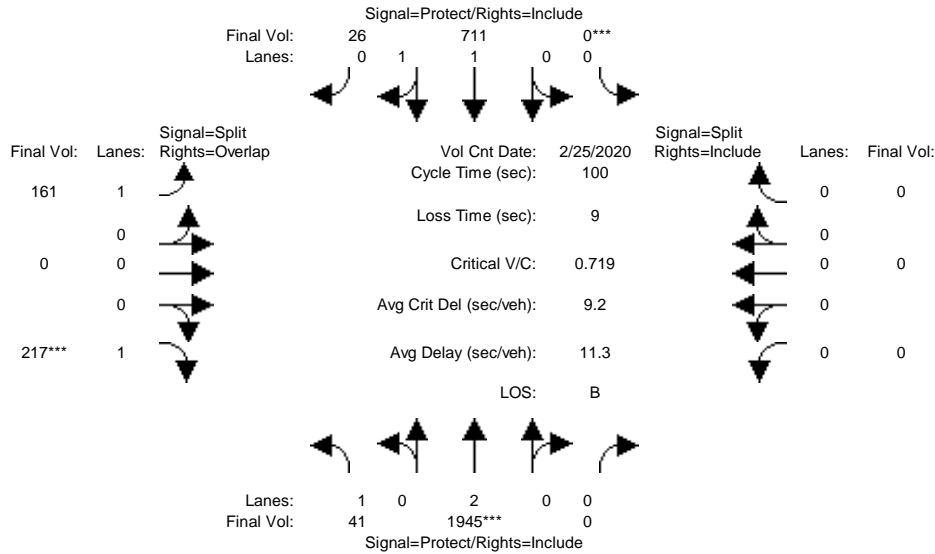 Signal=Protect/Rights=Include
Final Vol: 26 711 0***
Lanes: 0 1 1 0 0
Signal=Split
Final Vol: Lanes: Rights=Overlap
Vol Cnt Date: 2/25/2020
Signal=Split
Rights=Include Lanes: Final Vol:
Cycle Time (sec): 100
161 1 0 0
Loss Time (sec): 9
0 0
0 0 Critical V/C: 0.719 0 0
0 Avg Crit Del (sec/veh): 9.2 0
217*** 1 Avg Delay (sec/veh): 11.3 0 0
LOS: B
Lanes: 1 0 2 0 0
Final Vol: 41 1945*** 0
Signal=Protect/Rights=Include